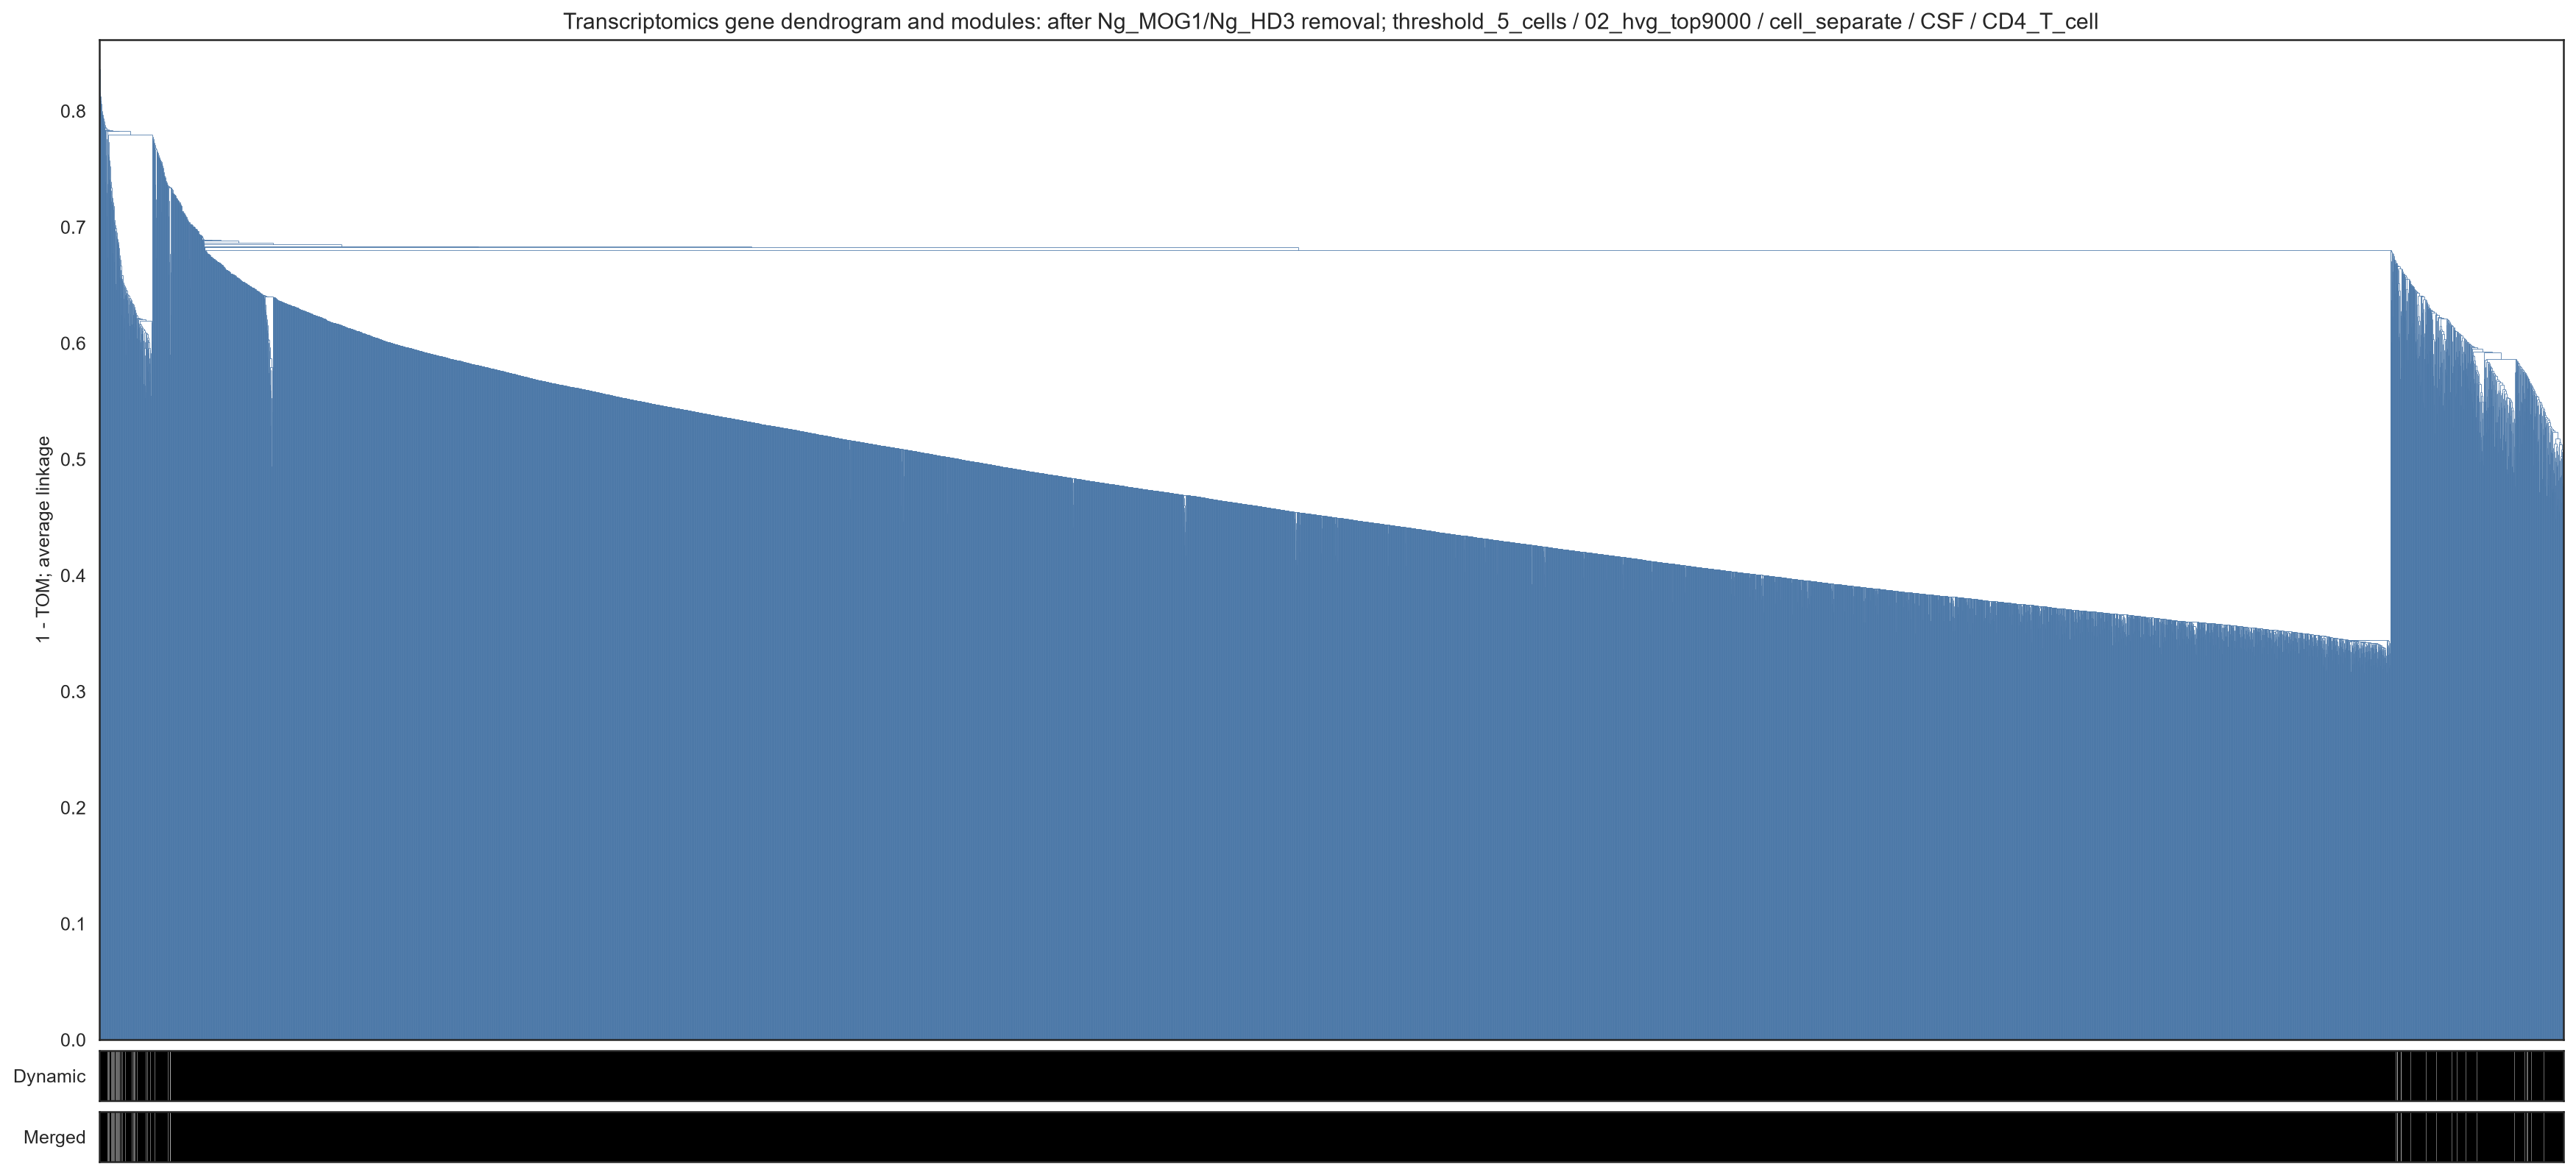 Transcriptomics gene dendrogram and modules: after Ng_MOG1/Ng_HD3 removal; threshold_5_cells / 02_hvg_top9000 / cell_separate / CSF / CD4_T_cell
1 - TOM; average linkage
0.8
0.7
0.6
0.5
0.4
0.3
0.2
0.1
0.0
Dynamic
Merged